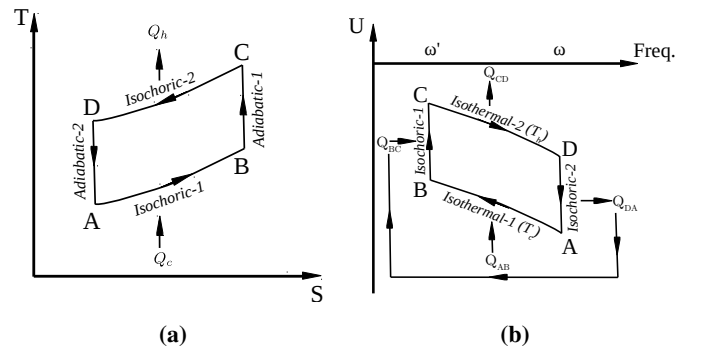 T
Q_h
C
D
Isochoric-2
Adiabatic-1
Adiabatic-2
B
A
Isochoric-1
Q_c
S
(a)
U
ω'
ω
Freq.
Q_CD
C
Isothermal-2 (T_h)
Q_BC
Isochoric-1
D
B
Isochoric-2
Q_DA
Isothermal-1 (T_c)
A
Q_AB
(b)